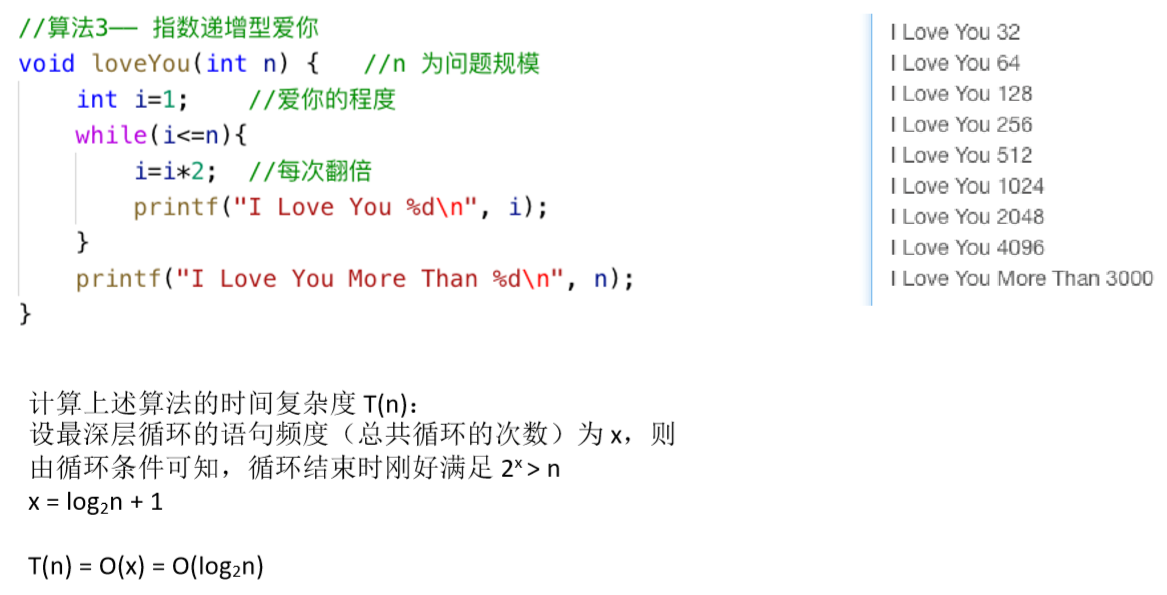 //算法3—— 指数递增型爱你
void loveYou(int n) {   //n 为问题规模
    int i=1;    //爱你的程度
    while(i<=n){
        i=i*2;  //每次翻倍
        printf("I Love You %d\n", i);
    }
    printf("I Love You More Than %d\n", n);
}
I Love You 32
I Love You 64
I Love You 128
I Love You 256
I Love You 512
I Love You 1024
I Love You 2048
I Love You 4096
I Love You More Than 3000
计算上述算法的时间复杂度 T(n)：
设最深层循环的语句频度（总共循环的次数）为 x，则
由循环条件可知，循环结束时刚好满足 2ˣ > n
x = log₂n + 1
T(n) = O(x) = O(log₂n)